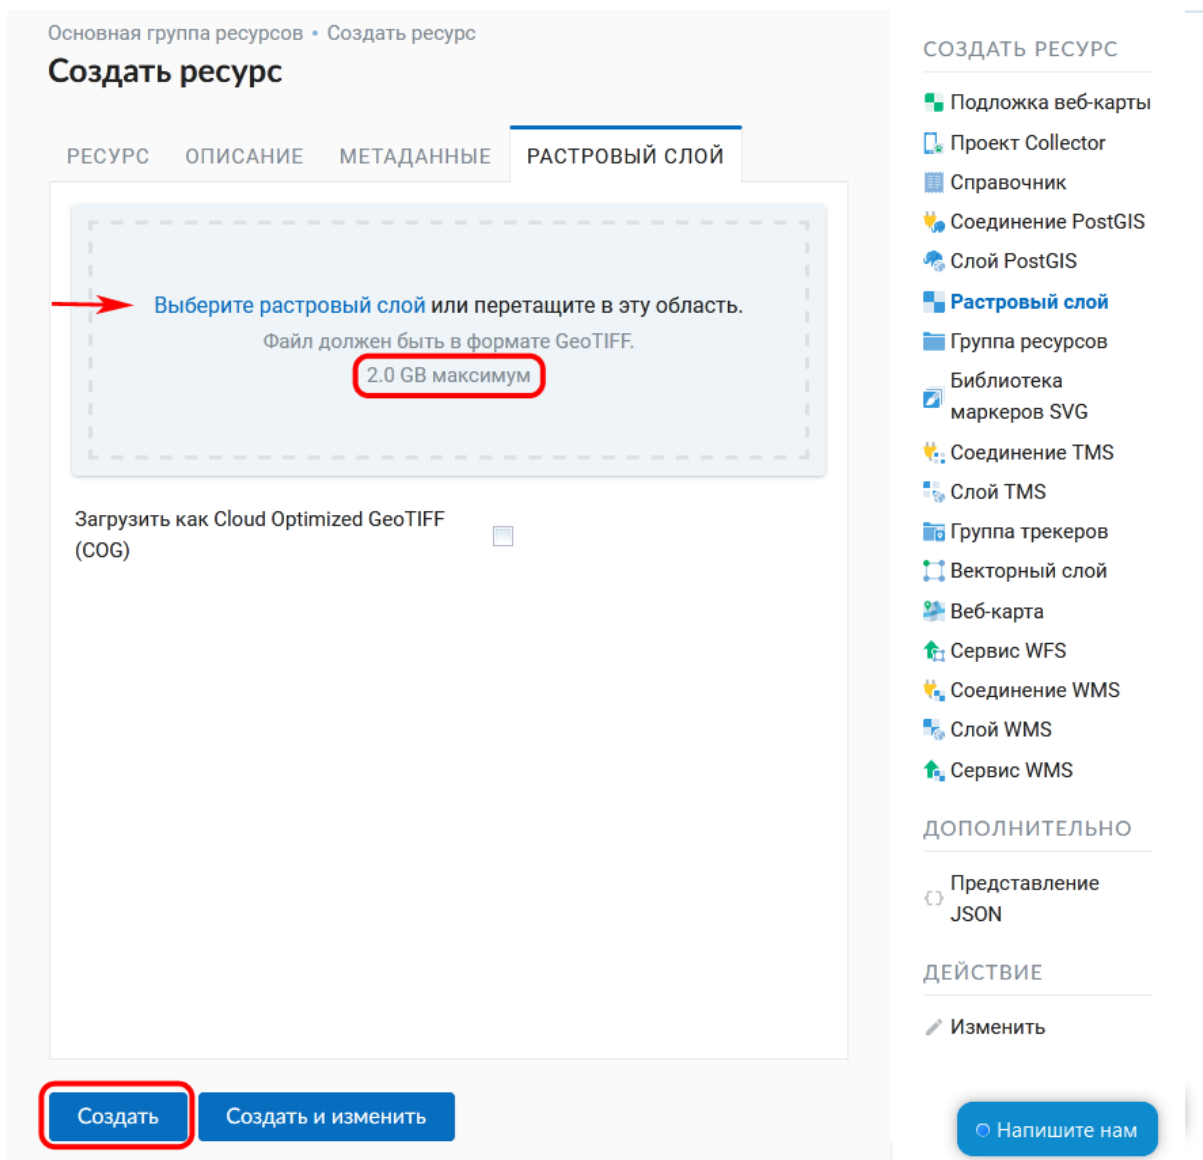 Основная группа ресурсов • Создать ресурс
Создать ресурс
РЕСУРС ОПИСАНИЕ МЕТАДАННЫЕ РАСТРОВЫЙ СЛОЙ
Выберите растровый слой или перетащите в эту область.
Файл должен быть в формате GeoTIFF.
2.0 GB максимум
Загрузить как Cloud Optimized GeoTIFF
(COG)
Создать
Создать и изменить
СОЗДАТЬ РЕСУРС
Подложка веб-карты
Проект Collector
Справочник
Соединение PostGIS
Слой PostGIS
Растровый слой
Группа ресурсов
Библиотека
маркеров SVG
Соединение TMS
Слой TMS
Группа трекеров
Векторный слой
Веб-карта
Сервис WFS
Соединение WMS
Слой WMS
Сервис WMS
ДОПОЛНИТЕЛЬНО
Представление
JSON
ДЕЙСТВИЕ
Изменить
Напишите нам